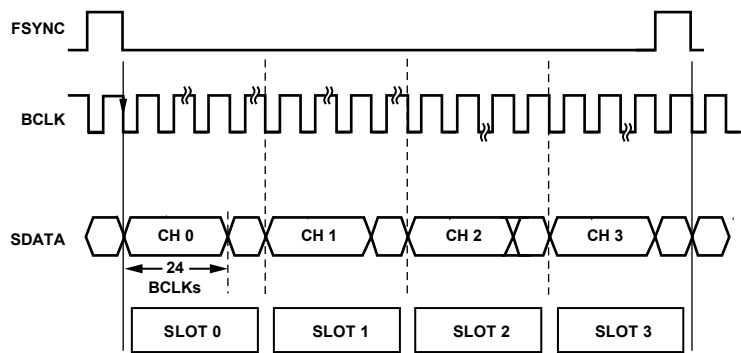 FSYNC
BCLK
SDATA
CH 0
CH 1
CH 2
CH 3
24
BCLKs
SLOT 0
SLOT 1
SLOT 2
SLOT 3